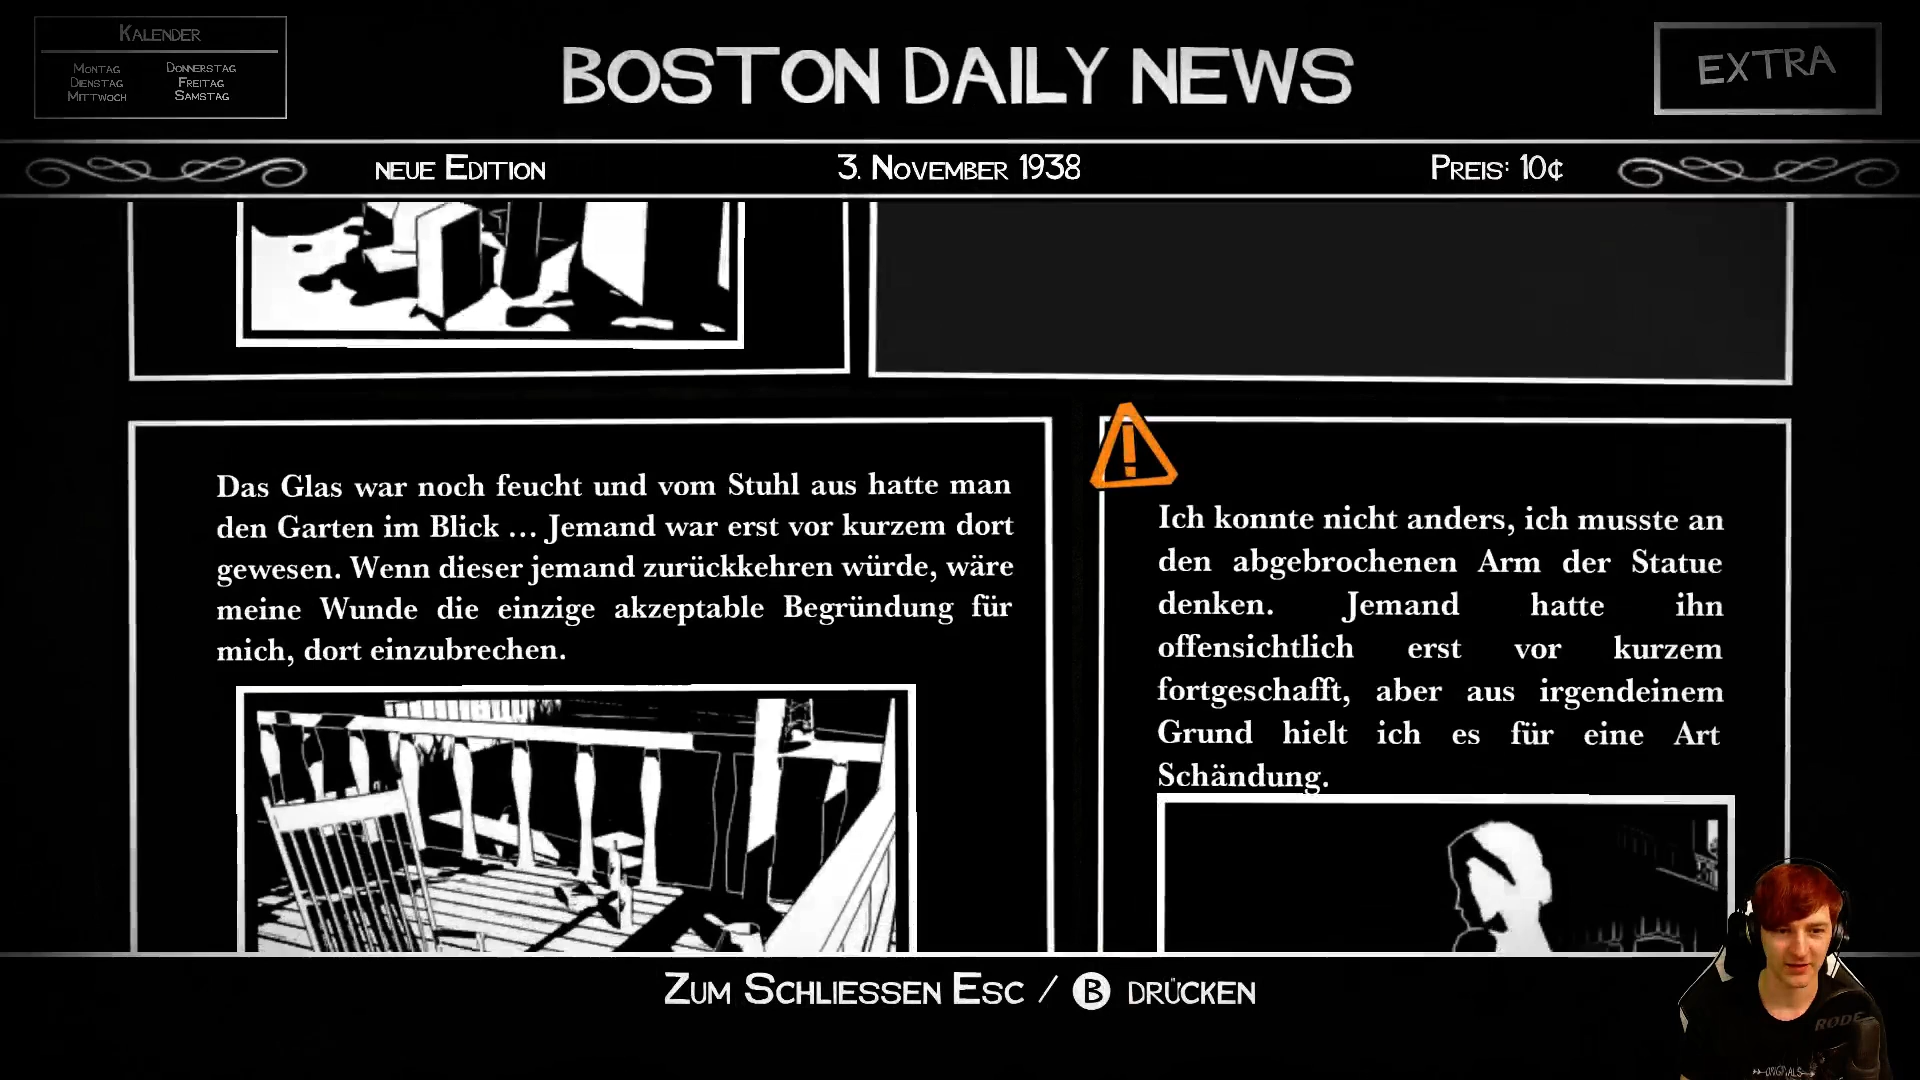 KALENDER
MONTAG DONNERSTAG
DIENSTAG FREITAG
MITTWOCH SAMSTAG
BOSTON DAILY NEWS
EXTRA
NEUE EDITION
3. NOVEMBER 1938
PREIS: 10¢
Das Glas war noch feucht und vom Stuhl aus hatte man
den Garten im Blick ... Jemand war erst vor kurzem dort
gewesen. Wenn dieser jemand zurückkehren würde, wäre
meine Wunde die einzige akzeptable Begründung für
mich, dort einzubrechen.
Ich konnte nicht anders, ich musste an
den abgebrochenen Arm der Statue
denken. Jemand hatte ihn
offensichtlich erst vor kurzem
fortgeschafft, aber aus irgendeinem
Grund hielt ich es für eine Art
Schändung.
ZUM SCHLIESSEN ESC / B DRÜCKEN
RODE
ORIGINALS